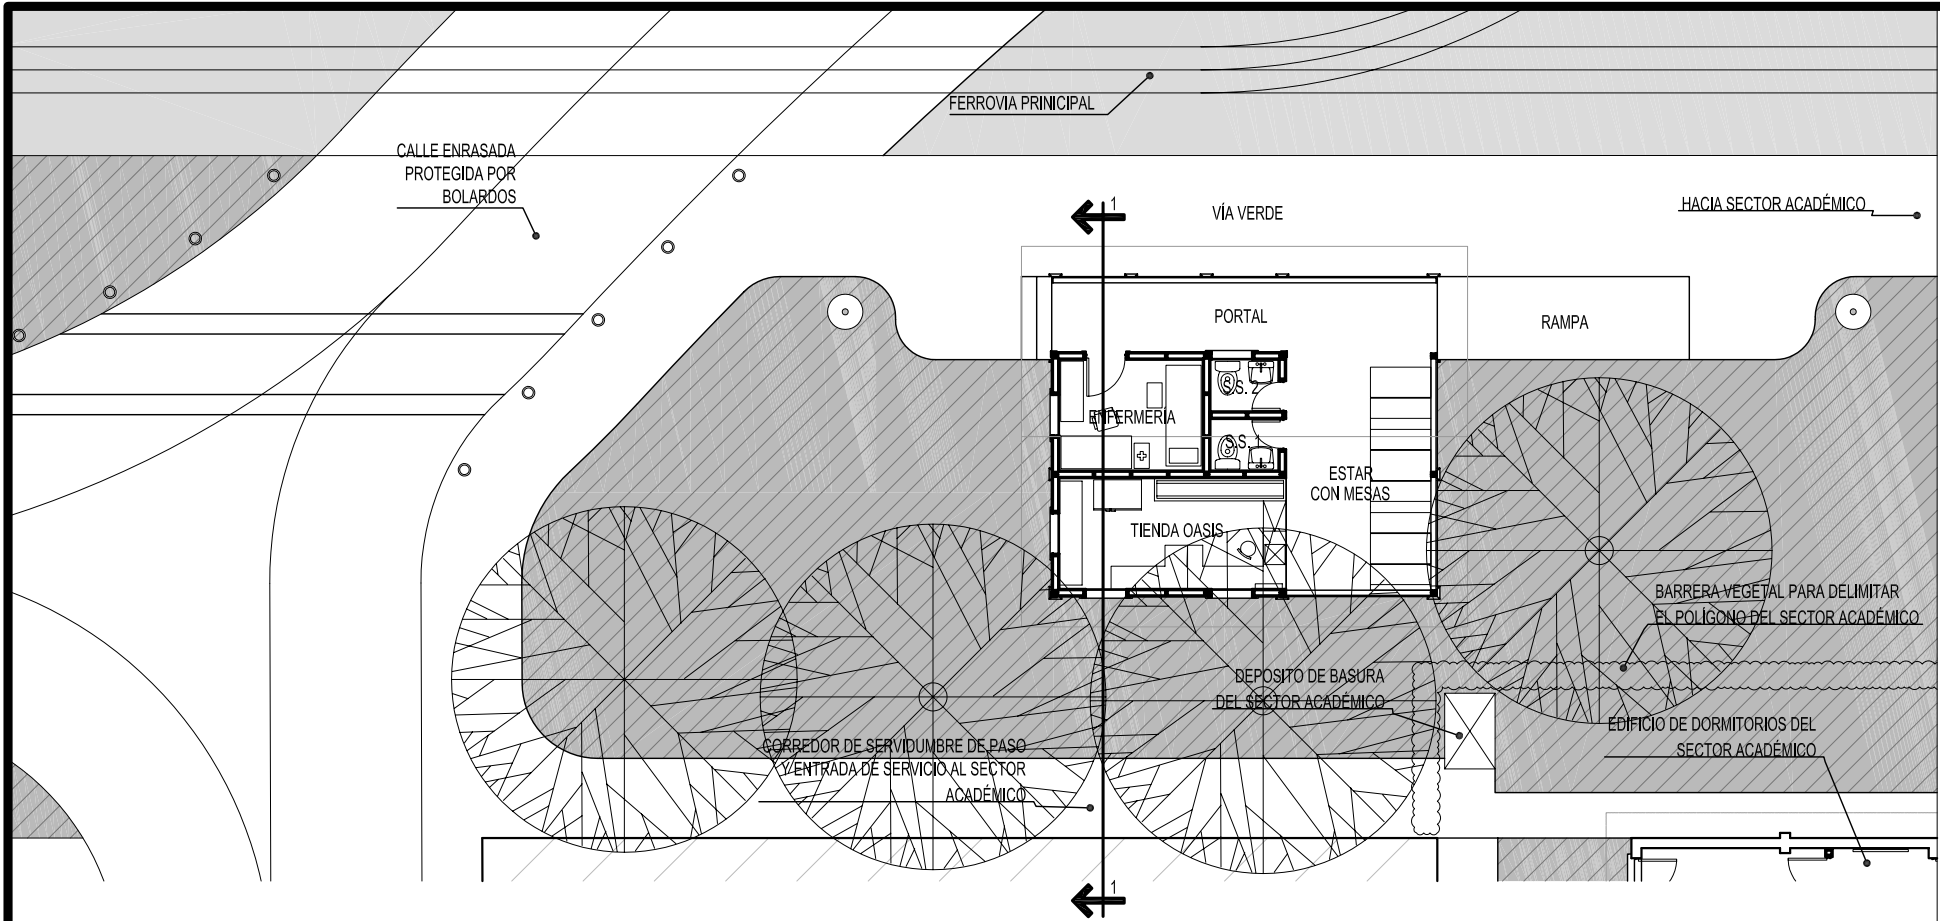 FERROVIA PRINICIPAL
CALLE ENRASADA
PROTEGIDA POR
BOLARDOS
1
VÍA VERDE
HACIA SECTOR ACADÉMICO
PORTAL
RAMPA
S.S. 2
ENFERMERÍA
S.S. 1
ESTAR
CON MESAS
TIENDA OASIS
BARRERA VEGETAL PARA DELIMITAR
EL POLÍGONO DEL SECTOR ACADÉMICO
DEPOSITO DE BASURA
DEL SECTOR ACADÉMICO
EDIFICIO DE DORMITORIOS DEL
SECTOR ACADÉMICO
CORREDOR DE SERVIDUMBRE DE PASO
Y ENTRADA DE SERVICIO AL SECTOR
ACADÉMICO
1